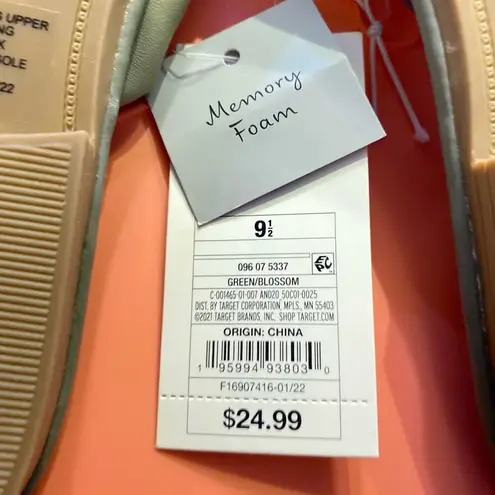 S UPPER
NG
K
SOLE
/22
Memory
Foam
9½
096 07 5337
GREEN/BLOSSOM
C-001465-01-007 AN020_50C01-0025
DIST. BY TARGET CORPORATION, MPLS., MN 55403
©2021 TARGET BRANDS, INC. SHOP TARGET.COM
ORIGIN: CHINA
1 95994 93803 0
F16907416-01/22
$24.99